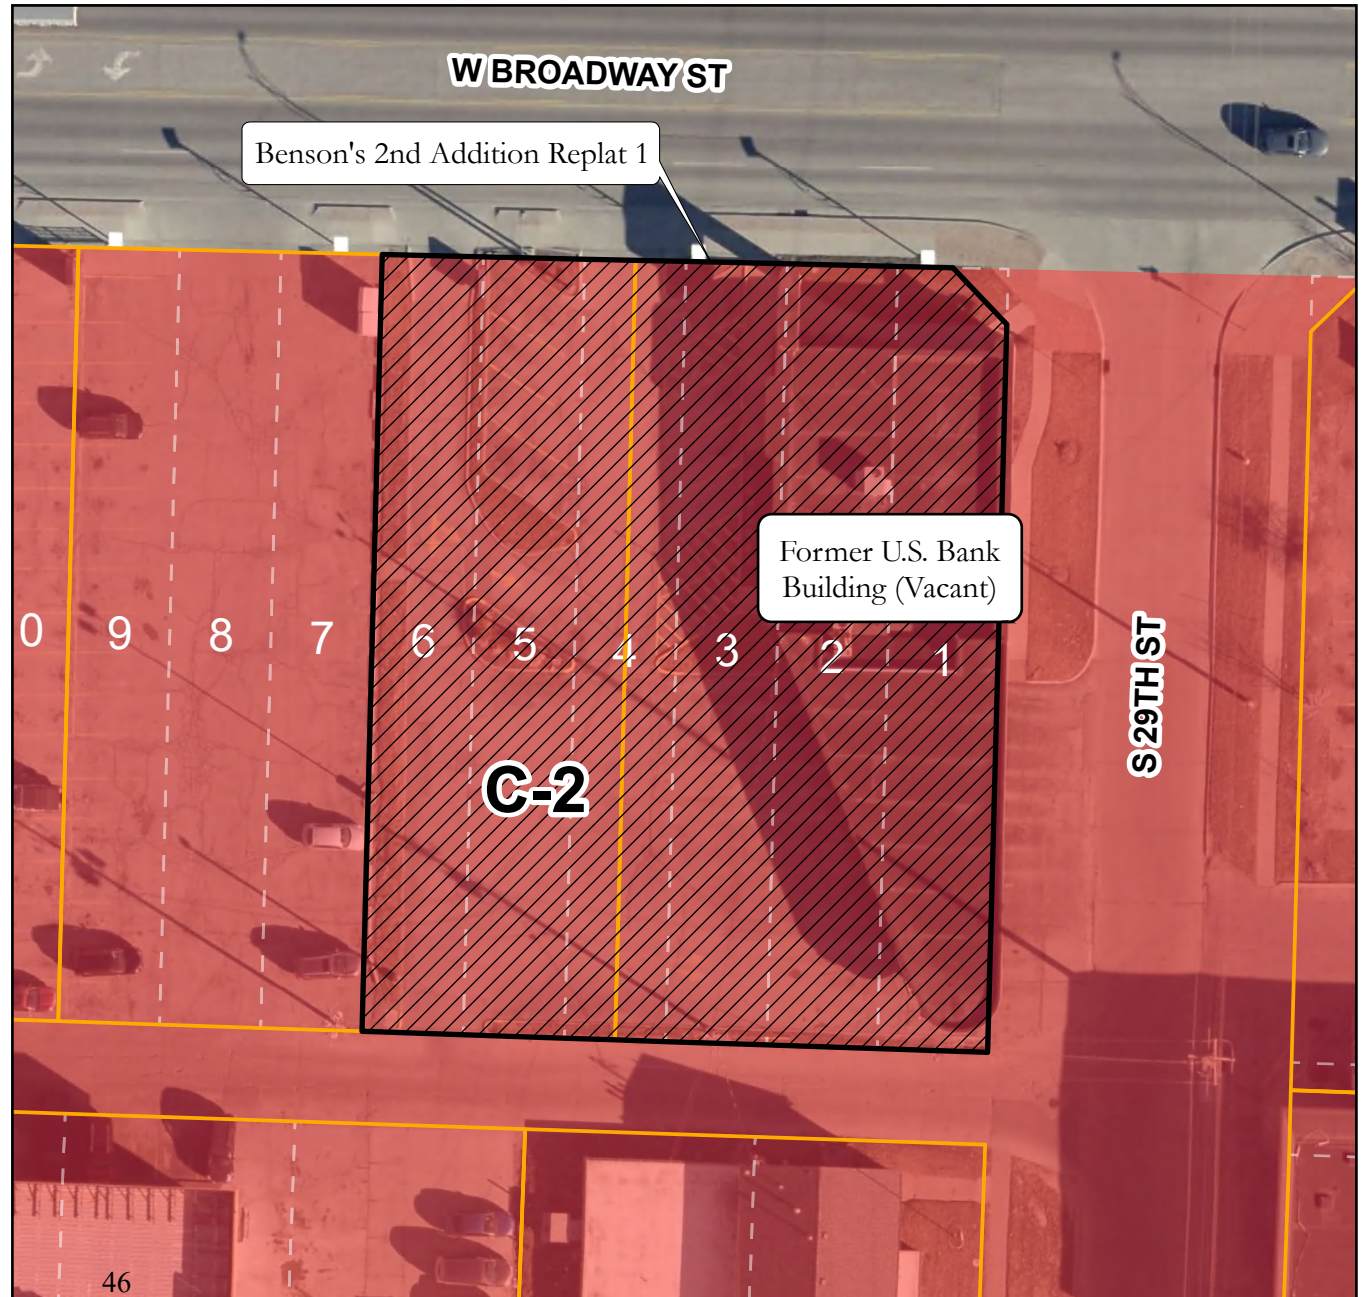 W BROADWAY ST
Benson's 2nd Addition Replat 1
Former U.S. Bank
Building (Vacant)
0 9 8 7 6 5 4 3 2 1
S 29TH ST
C-2
46